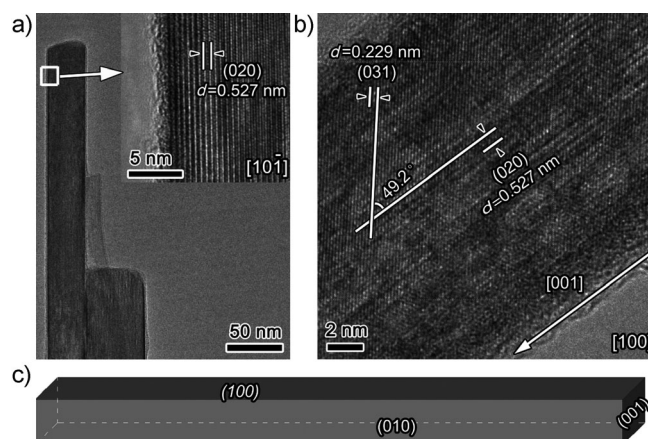 a)
(020)
d=0.527 nm
5 nm
[101̄]
50 nm
b)
d=0.229 nm
(031)
49.2°
(020)
d=0.527 nm
[001]
2 nm
[100]
c)
(100)
(010)
(001)